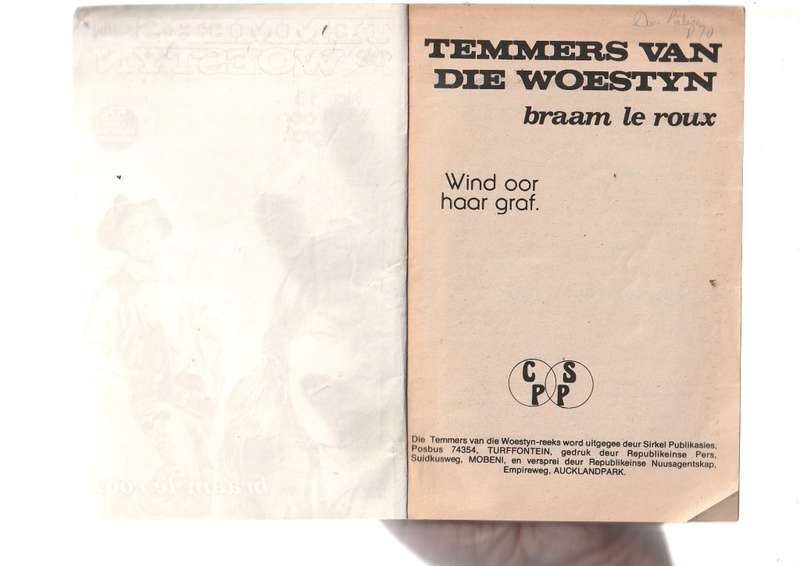 TEMMERS VAN
DIE WOESTYN
braam le roux
Wind oor
haar graf.
C S
P P
Die Temmers van die Woestyn-reeks word uitgegee deur Sirkel Publikasies,
Posbus 74354, TURFFONTEIN, gedruk deur Republikeinse Pers,
Suidkusweg, MOBENI, en versprei deur Republikeinse Nuusagentskap,
Empireweg, AUCKLANDPARK.